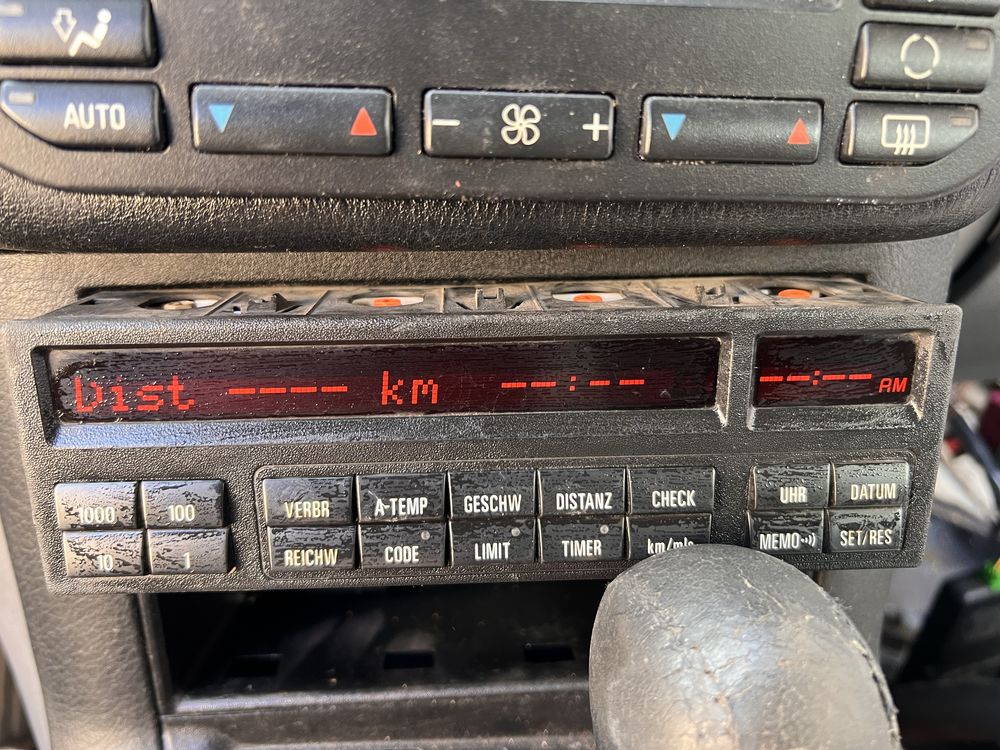 AUTO
- +
Dist ---- km --:-- --:-- AM
1000 100 VERBR A-TEMP GESCHW DISTANZ CHECK UHR DATUM
10 1 REICHW CODE LIMIT TIMER km/mls MEMO SET/RES